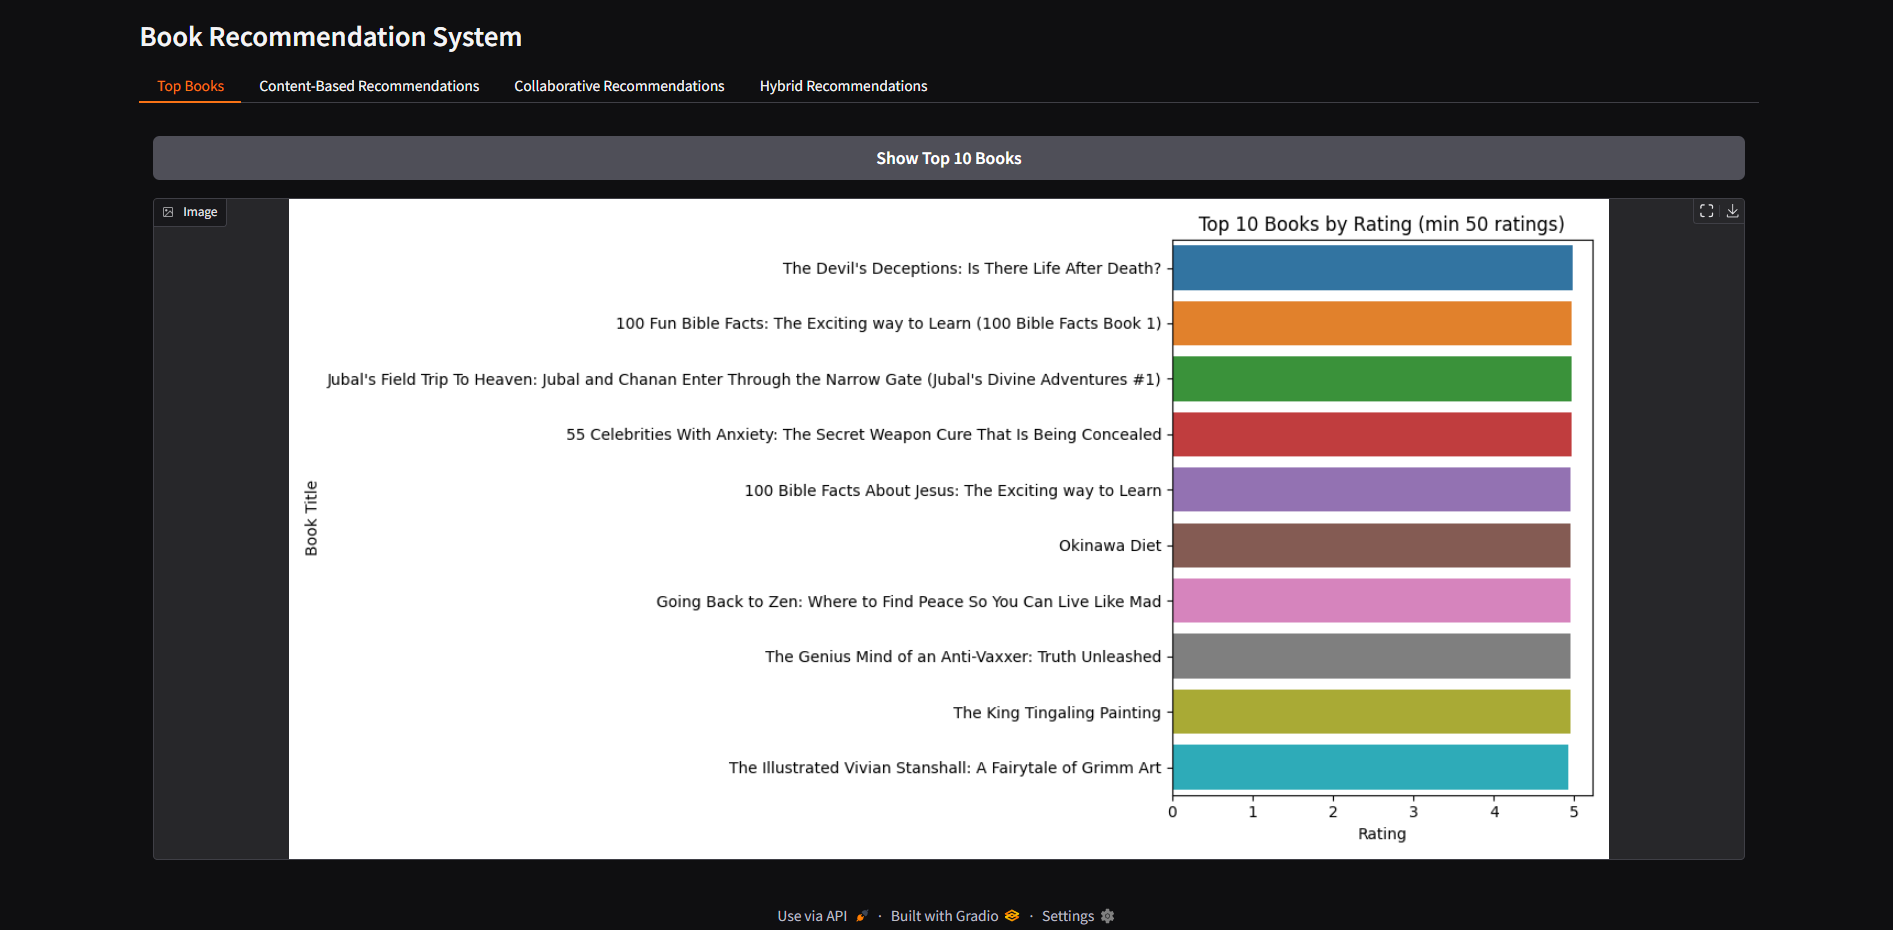 Book Recommendation System
Top Books Content-Based Recommendations Collaborative Recommendations Hybrid Recommendations
Show Top 10 Books
Image
Top 10 Books by Rating (min 50 ratings)
The Devil's Deceptions: Is There Life After Death?
100 Fun Bible Facts: The Exciting way to Learn (100 Bible Facts Book 1)
Jubal's Field Trip To Heaven: Jubal and Chanan Enter Through the Narrow Gate (Jubal's Divine Adventures #1)
55 Celebrities With Anxiety: The Secret Weapon Cure That Is Being Concealed
100 Bible Facts About Jesus: The Exciting way to Learn
Okinawa Diet
Going Back to Zen: Where to Find Peace So You Can Live Like Mad
The Genius Mind of an Anti-Vaxxer: Truth Unleashed
The King Tingaling Painting
The Illustrated Vivian Stanshall: A Fairytale of Grimm Art
Book Title
0 1 2 3 4 5
Rating
Use via API · Built with Gradio · Settings